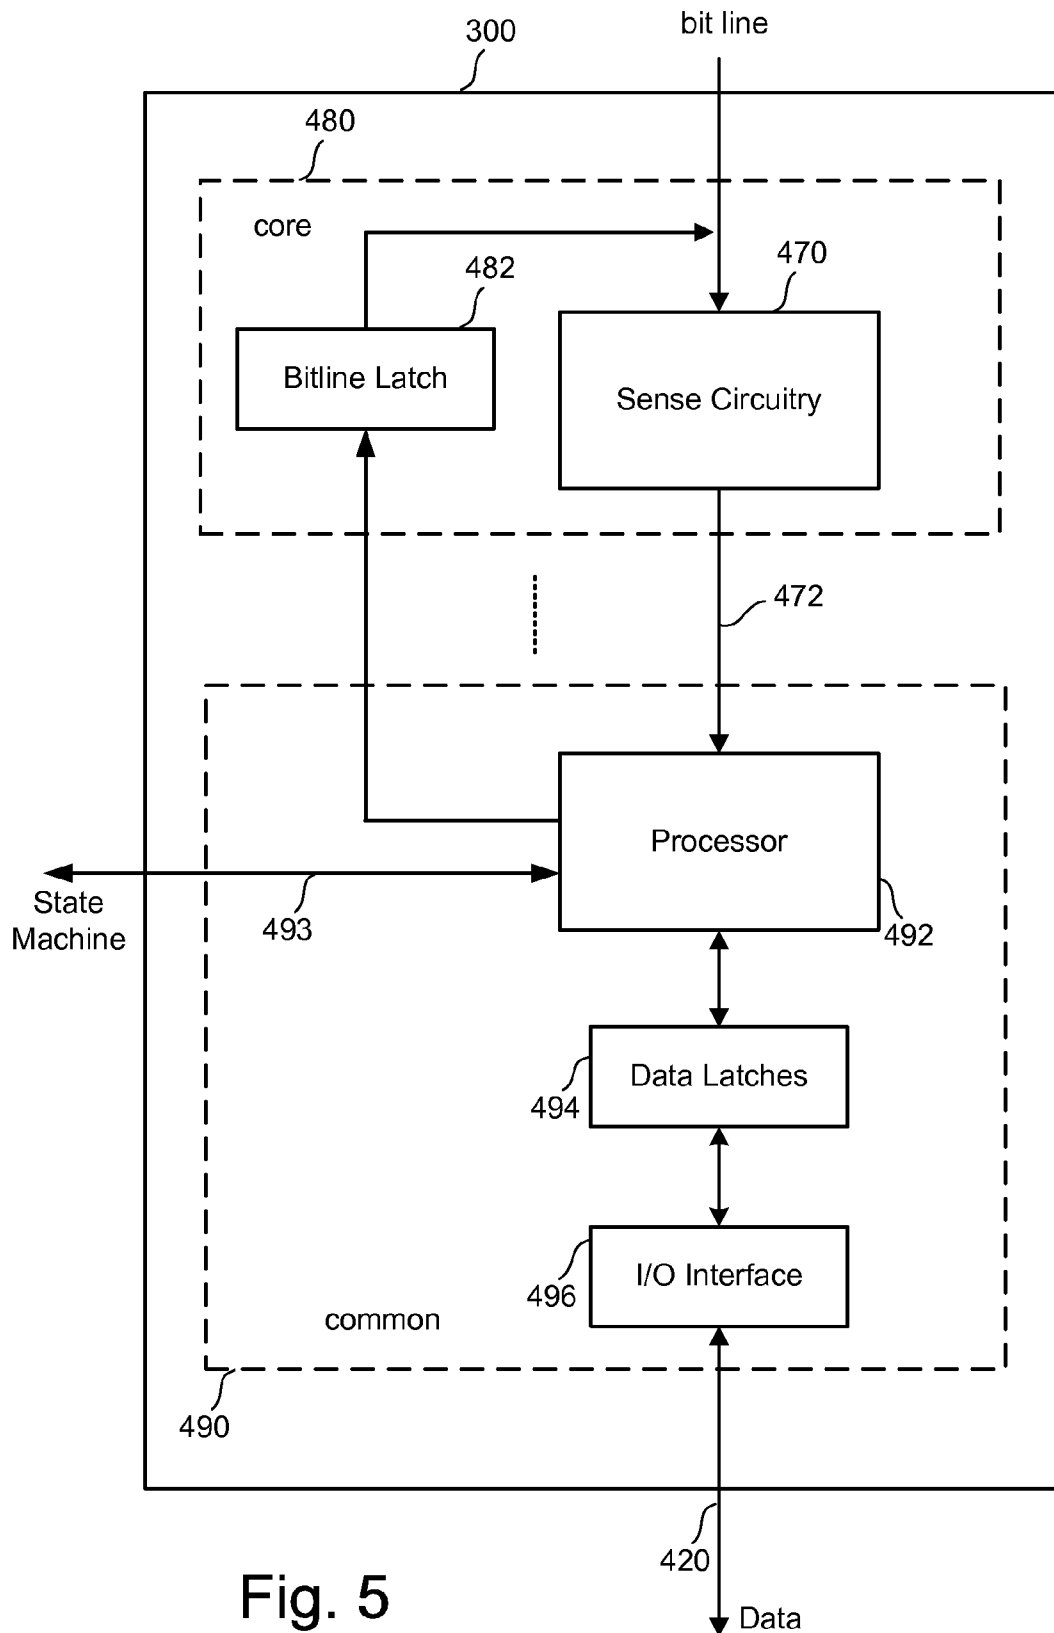 300
bit line
480
core
470
482
Bitline Latch
Sense Circuitry
472
Processor
State
Machine
493
492
Data Latches
494
I/O Interface
496
common
490
420
Fig. 5
Data